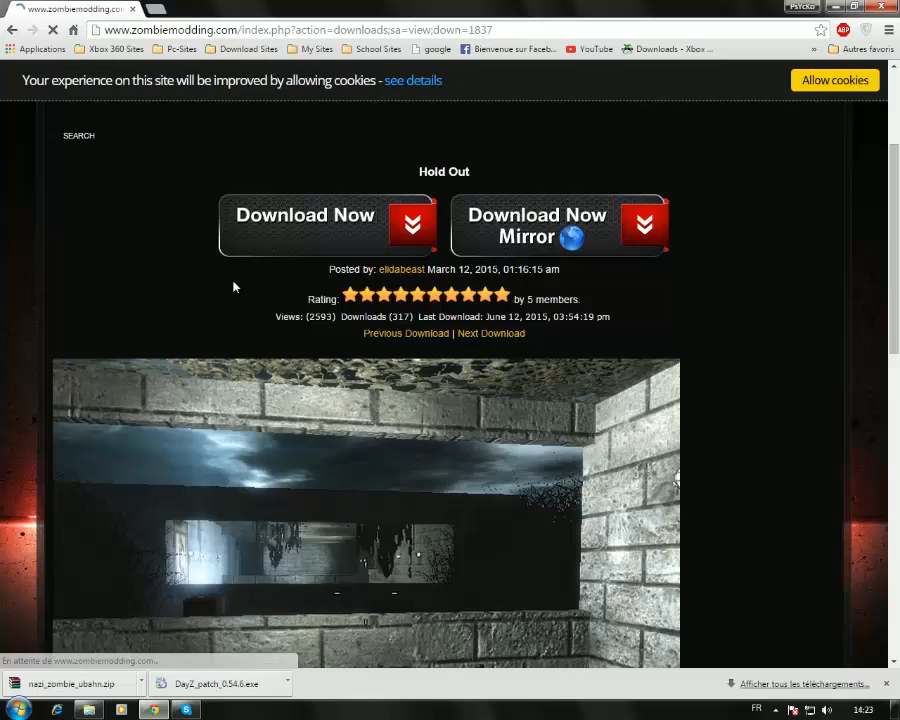 www.zombiemodding.com: ×
PsYcKo
www.zombiemodding.com/index.php?action=downloads;sa=view;down=1837
ABP
Applications
Xbox 360 Sites
Pc-Sites
Download Sites
My Sites
School Sites
google
Bienvenue sur Faceb...
YouTube
Downloads - Xbox ...
»
Autres favoris
Your experience on this site will be improved by allowing cookies - see details
Allow cookies
SEARCH
Hold Out
Download Now
Download Now
Mirror
Posted by: elidabeast March 12, 2015, 01:16:15 am
Rating: by 5 members.
Views: (2593) Downloads (317) Last Download: June 12, 2015, 03:54:19 pm
Previous Download | Next Download
En attente de www.zombiemodding.com...
nazi_zombie_ubahn.zip
DayZ_patch_0.54.6.exe
Afficher tous les téléchargements...
FR
14:23